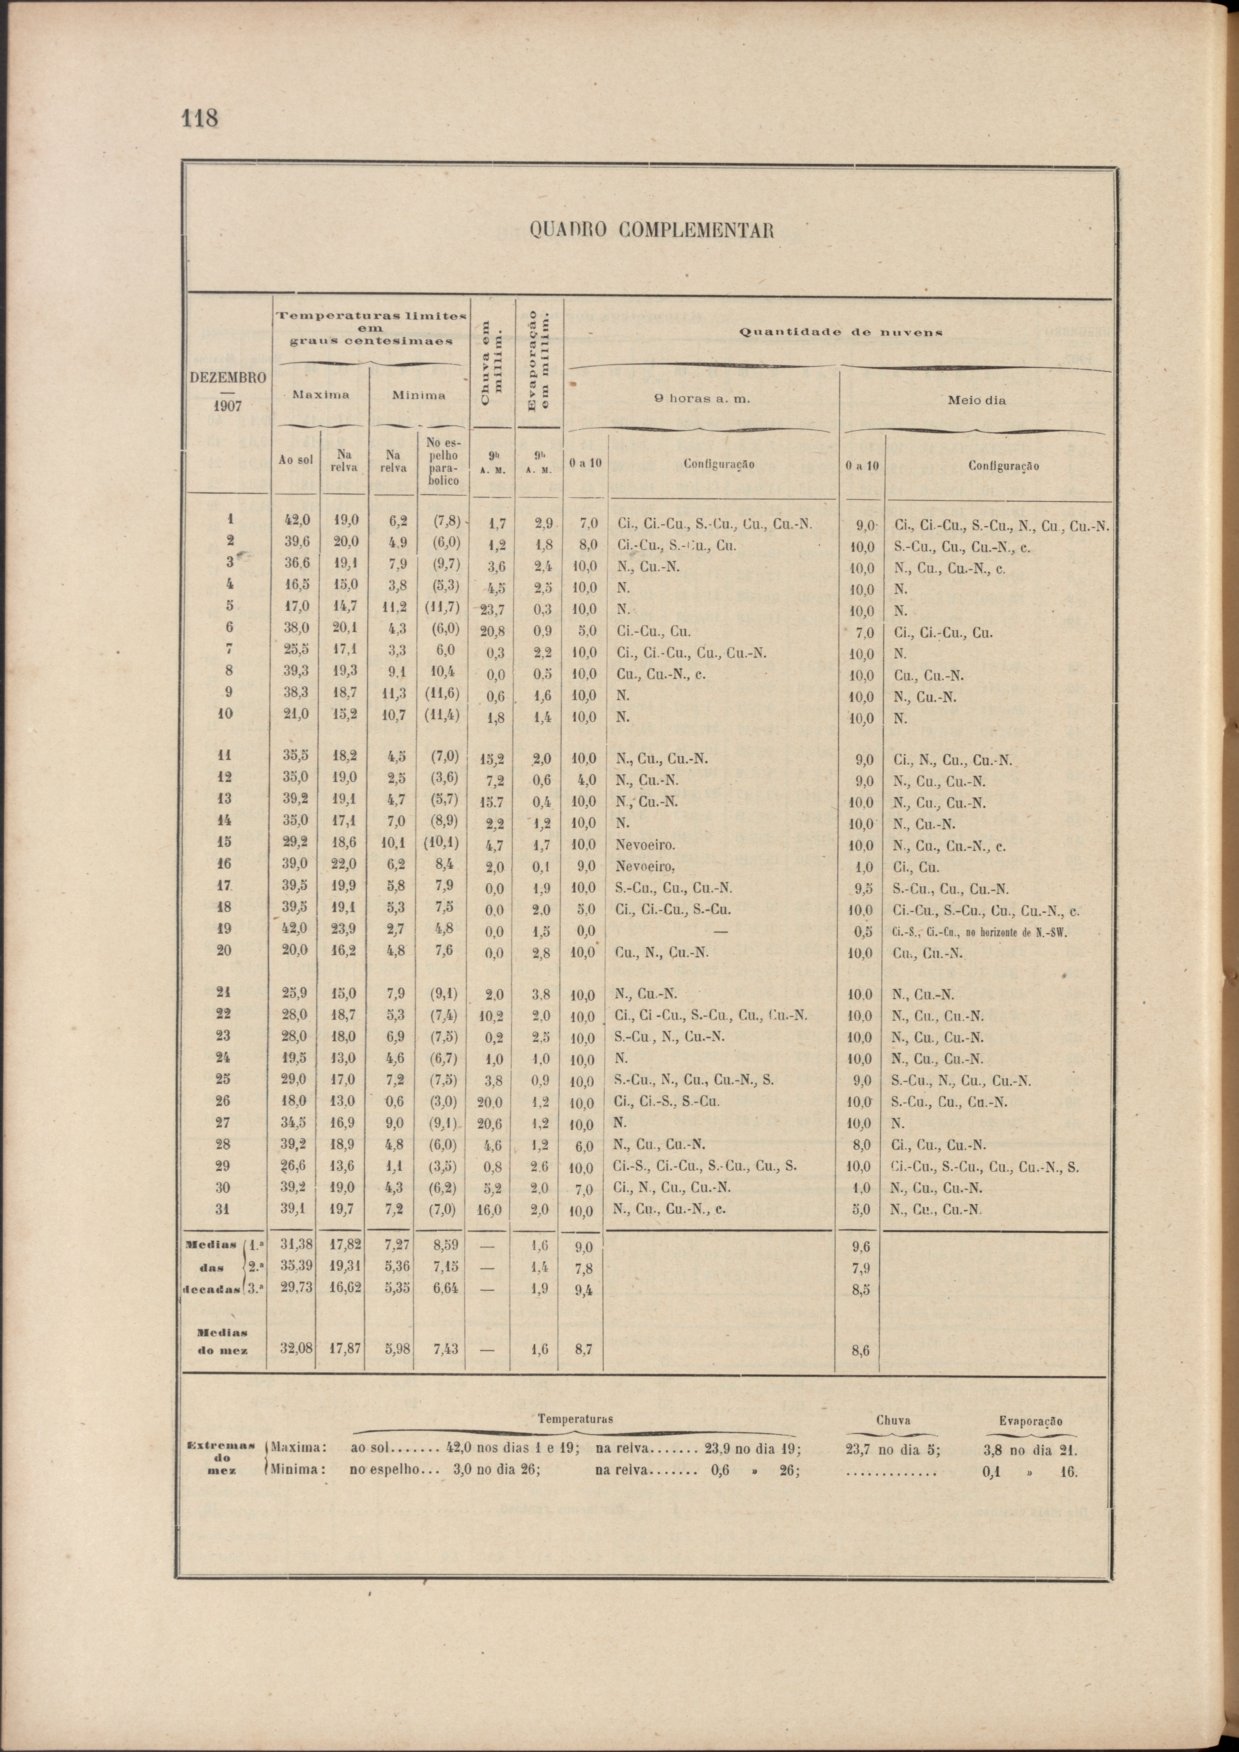 118
QUADRO COMPLEMENTAR
DEZEMBRO
—
1907
Temperaturas limites
em
graus centesimaes
Chuva em millim.
Evaporação em millim.
Quantidade de nuvens
Maxima Minima 9 horas a. m. Meio dia
Ao sol Na relva Na relva No espelho parabolico 9h A. M. 9h A. M. 0 a 10 Configuração 0 a 10 Configuração
1 42,0 19,0 6,2 (7,8) 1,7 2,9 7,0 Ci., Ci.-Cu., S.-Cu., Cu., Cu.-N. 9,0 Ci., Ci.-Cu., S.-Cu., N., Cu., Cu.-N.
2 39,6 20,0 4,9 (6,0) 1,2 1,8 8,0 Ci.-Cu., S.-Cu., Cu. 10,0 S.-Cu., Cu., Cu.-N., c.
3 36,6 19,1 7,9 (9,7) 3,6 2,4 10,0 N., Cu.-N. 10,0 N., Cu., Cu.-N., c.
4 16,5 15,0 3,8 (5,3) 4,5 2,5 10,0 N. 10,0 N.
5 17,0 14,7 11,2 (11,7) 23,7 0,3 10,0 N. 10,0 N.
6 38,0 20,1 4,3 (6,0) 20,8 0,9 5,0 Ci.-Cu., Cu. 7,0 Ci., Ci.-Cu., Cu.
7 25,5 17,1 3,3 6,0 0,3 2,2 10,0 Ci., Ci.-Cu., Cu., Cu.-N. 10,0 N.
8 39,3 19,3 9,1 10,4 0,0 0,5 10,0 Cu., Cu.-N., c. 10,0 Cu., Cu.-N.
9 38,3 18,7 11,3 (11,6) 0,6 1,6 10,0 N. 10,0 N., Cu.-N.
10 21,0 15,2 10,7 (11,4) 1,8 1,4 10,0 N. 10,0 N.
11 35,5 18,2 4,5 (7,0) 15,2 2,0 10,0 N., Cu., Cu.-N. 9,0 Ci., N., Cu., Cu.-N.
12 35,0 19,0 2,5 (3,6) 7,2 0,6 4,0 N., Cu.-N. 9,0 N., Cu., Cu.-N.
13 39,2 19,1 4,7 (5,7) 15.7 0,4 10,0 N., Cu.-N. 10,0 N., Cu., Cu.-N.
14 35,0 17,1 7,0 (8,9) 2,2 1,2 10,0 N. 10,0 N., Cu.-N.
15 29,2 18,6 10,1 (10,1) 4,7 1,7 10,0 Nevoeiro. 10,0 N., Cu., Cu.-N., c.
16 39,0 22,0 6,2 8,4 2,0 0,1 9,0 Nevoeiro. 1,0 Ci., Cu.
17 39,5 19,9 5,8 7,9 0,0 1,9 10,0 S.-Cu., Cu., Cu.-N. 9,5 S.-Cu., Cu., Cu.-N.
18 39,5 19,1 5,3 7,5 0,0 2,0 5,0 Ci., Ci.-Cu., S.-Cu. 10,0 Ci.-Cu., S.-Cu., Cu., Cu.-N., c.
19 42,0 23,9 2,7 4,8 0,0 1,5 0,0 — 0,5 Ci.-S., Ci.-Cu., no horizonte de N.-SW.
20 20,0 16,2 4,8 7,6 0,0 2,8 10,0 Cu., N., Cu.-N. 10,0 Cu., Cu.-N.
21 25,9 15,0 7,9 (9,1) 2,0 3,8 10,0 N., Cu.-N. 10,0 N., Cu.-N.
22 28,0 18,7 5,3 (7,4) 10,2 2,0 10,0 Ci., Ci-Cu., S.-Cu., Cu., Cu.-N. 10,0 N., Cu., Cu.-N.
23 28,0 18,0 6,9 (7,5) 0,2 2,5 10,0 S.-Cu., N., Cu.-N. 10,0 N., Cu., Cu.-N.
24 19,5 13,0 4,6 (6,7) 1,0 1,0 10,0 N. 10,0 N., Cu., Cu.-N.
25 29,0 17,0 7,2 (7,5) 3,8 0,9 10,0 S.-Cu., N., Cu., Cu.-N., S. 9,0 S.-Cu., N., Cu., Cu.-N.
26 18,0 13,0 0,6 (3,0) 20,0 1,2 10,0 Ci., Ci.-S., S.-Cu. 10,0 S.-Cu., Cu., Cu.-N.
27 34,5 16,9 9,0 (9,1) 20,6 1,2 10,0 N. 10,0 N.
28 39,2 18,9 4,8 (6,0) 4,6 1,2 6,0 N., Cu., Cu.-N. 8,0 Ci., Cu., Cu.-N.
29 26,6 13,6 1,1 (3,5) 0,8 2,6 10,0 Ci.-S., Ci.-Cu., S.-Cu., Cu., S. 10,0 Ci.-Cu., S.-Cu., Cu., Cu.-N., S.
30 39,2 19,0 4,3 (6,2) 5,2 2,0 7,0 Ci., N., Cu., Cu.-N. 1,0 N., Cu., Cu.-N.
31 39,1 19,7 7,2 (7,0) 16,0 2,0 10,0 N., Cu., Cu.-N., c. 5,0 N., Cu., Cu.-N.
Medias 1.ª 31,38 17,82 7,27 8,59 — 1,6 9,0 9,6
das 2.ª 35,39 19,31 5,36 7,15 — 1,4 7,8 7,9
decadas 3.ª 29,73 16,62 5,35 6,64 — 1,9 9,4 8,5
Medias
do mez 32,08 17,87 5,98 7,43 — 1,6 8,7 8,6
Temperaturas Chuva Evaporação
Extremas do mez
Maxima: ao sol....... 42,0 nos dias 1 e 19; na relva....... 23,9 no dia 19; 23,7 no dia 5; 3,8 no dia 21.
Minima: no espelho... 3,0 no dia 26; na relva....... 0,6 » 26; ............. 0,1 » 16.